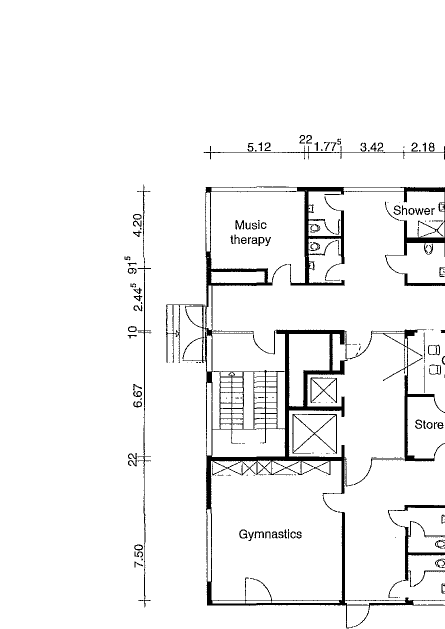 22
5.12 1.77⁵ 3.42 2.18
4.20
Music
therapy
Shower
91⁵
2.44⁵
10
6.67
Store
22
Gymnastics
7.50